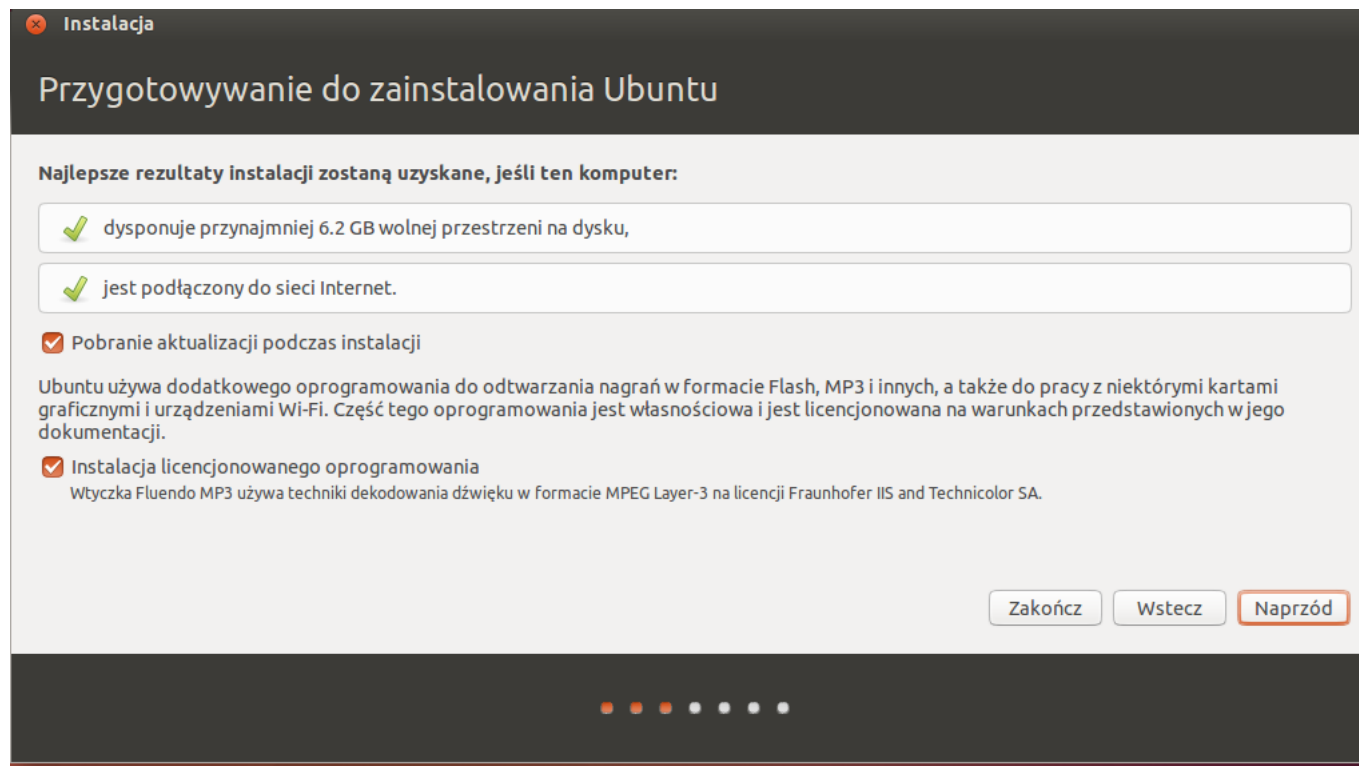 Instalacja
Przygotowywanie do zainstalowania Ubuntu
Najlepsze rezultaty instalacji zostaną uzyskane, jeśli ten komputer:
dysponuje przynajmniej 6.2 GB wolnej przestrzeni na dysku,
jest podłączony do sieci Internet.
Pobranie aktualizacji podczas instalacji
Ubuntu używa dodatkowego oprogramowania do odtwarzania nagrań w formacie Flash, MP3 i innych, a także do pracy z niektórymi kartami
graficznymi i urządzeniami Wi-Fi. Część tego oprogramowania jest własnościowa i jest licencjonowana na warunkach przedstawionych w jego
dokumentacji.
Instalacja licencjonowanego oprogramowania
Wtyczka Fluendo MP3 używa techniki dekodowania dźwięku w formacie MPEG Layer-3 na licencji Fraunhofer IIS and Technicolor SA.
Zakończ Wstecz Naprzód